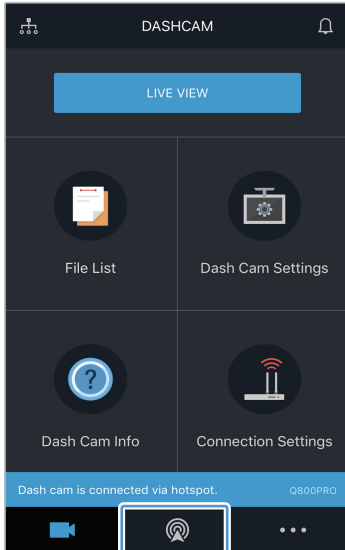 DASHCAM
LIVE VIEW
File List
Dash Cam Settings
Dash Cam Info
Connection Settings
Dash cam is connected via hotspot.
Q800PRO